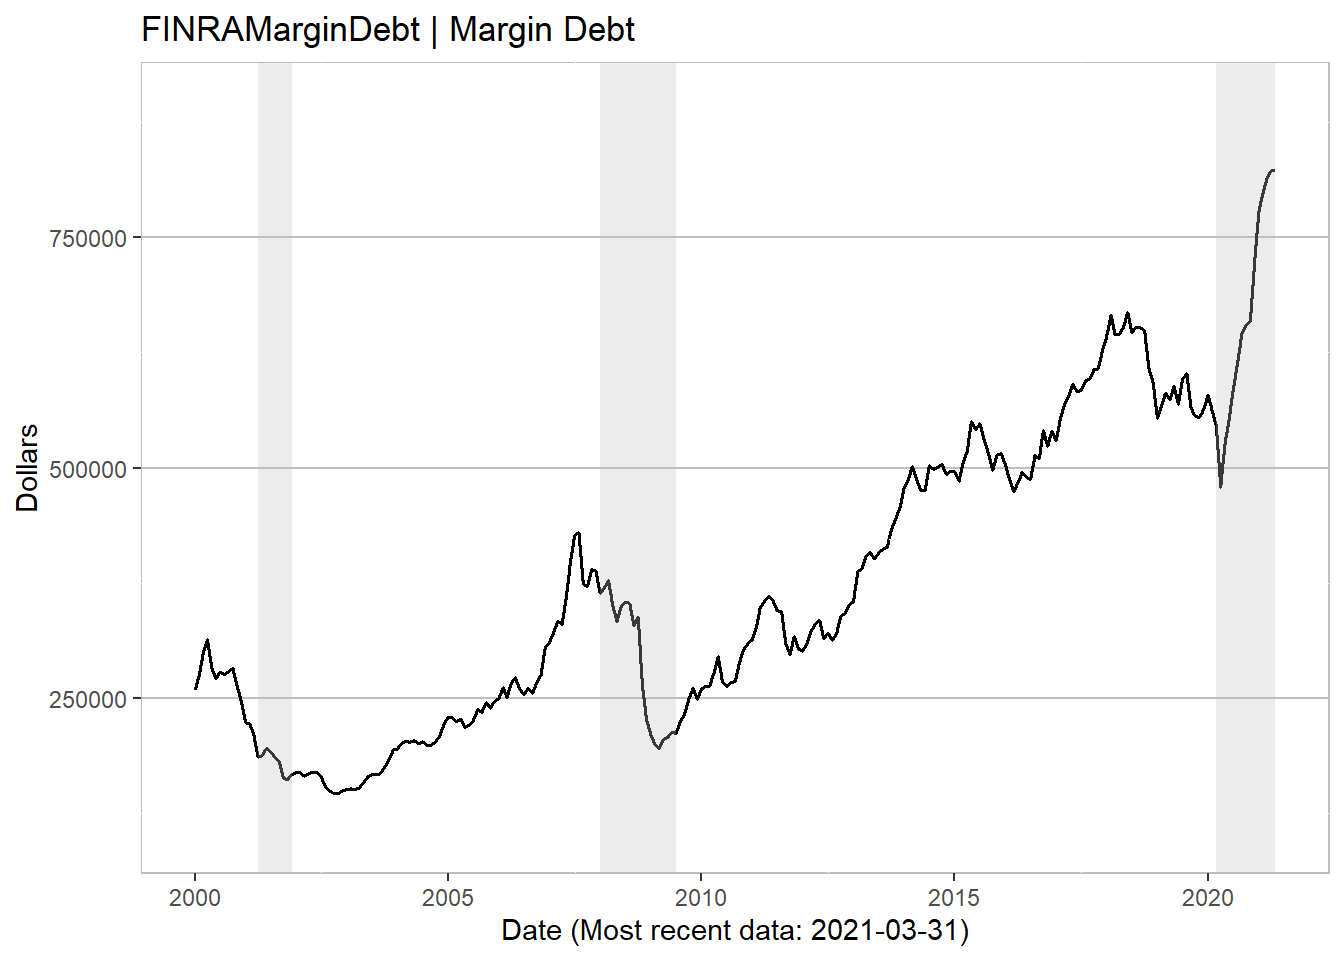 FINRAMarginDebt | Margin Debt
Dollars
750000
500000
250000
2000 2005 2010 2015 2020
Date (Most recent data: 2021-03-31)